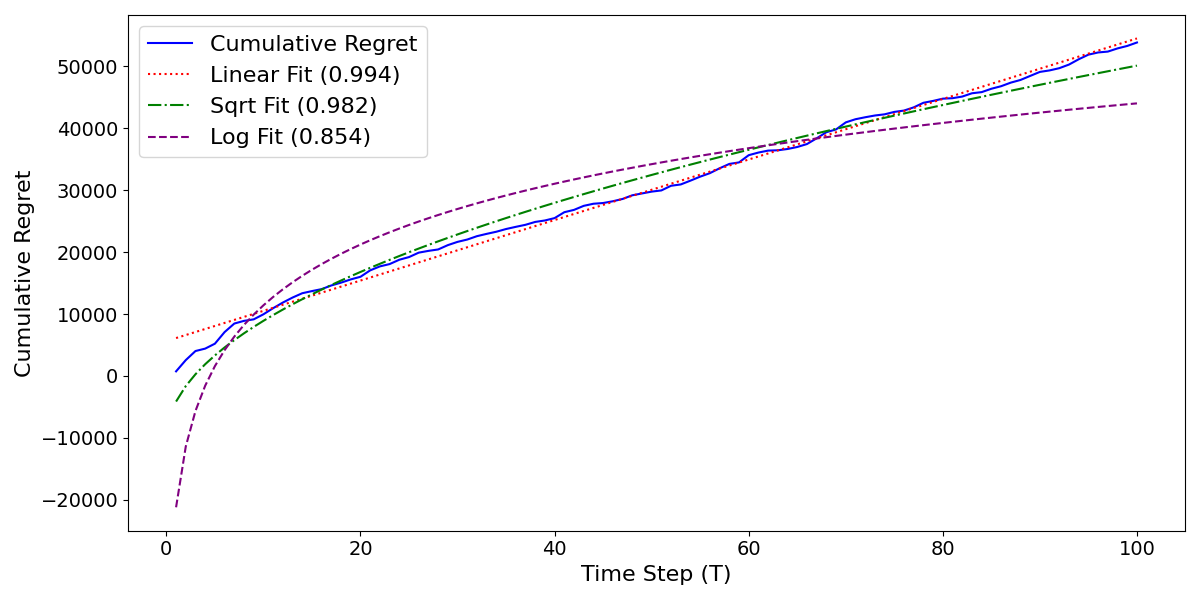 Cumulative Regret
Linear Fit (0.994)
Sqrt Fit (0.982)
Log Fit (0.854)
50000
40000
30000
20000
10000
0
−10000
−20000
Cumulative Regret
0 20 40 60 80 100
Time Step (T)